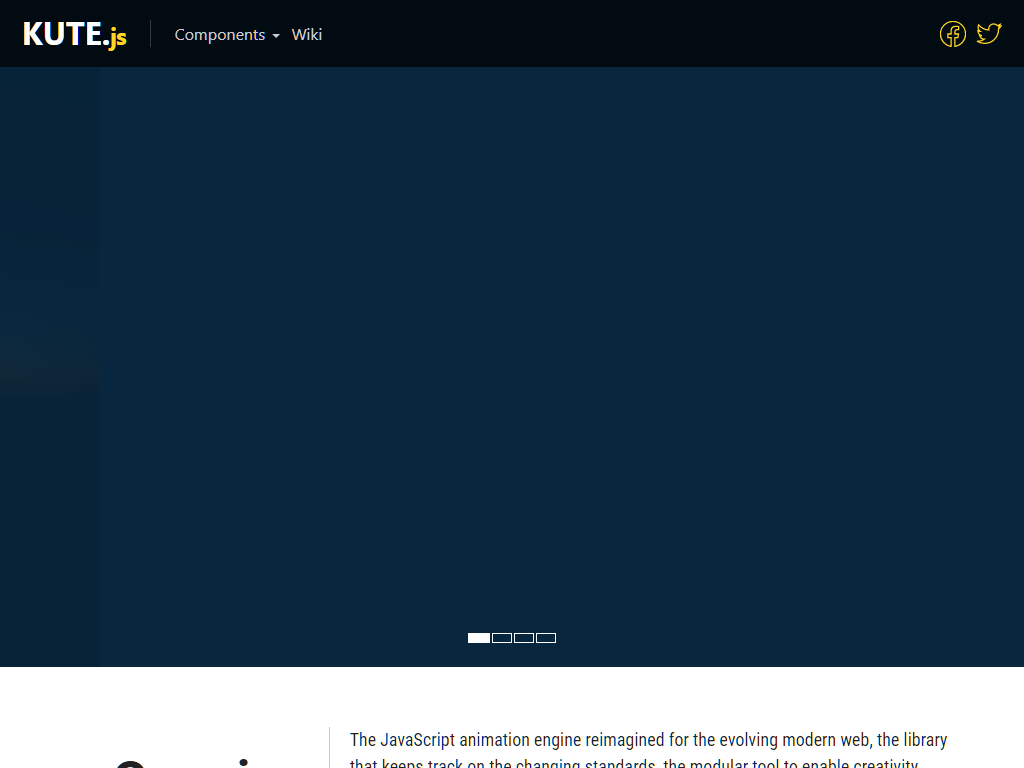 KUTE.js
Components Wiki
The JavaScript animation engine reimagined for the evolving modern web, the library
that keeps track on the changing standards, the modular tool to enable creativity